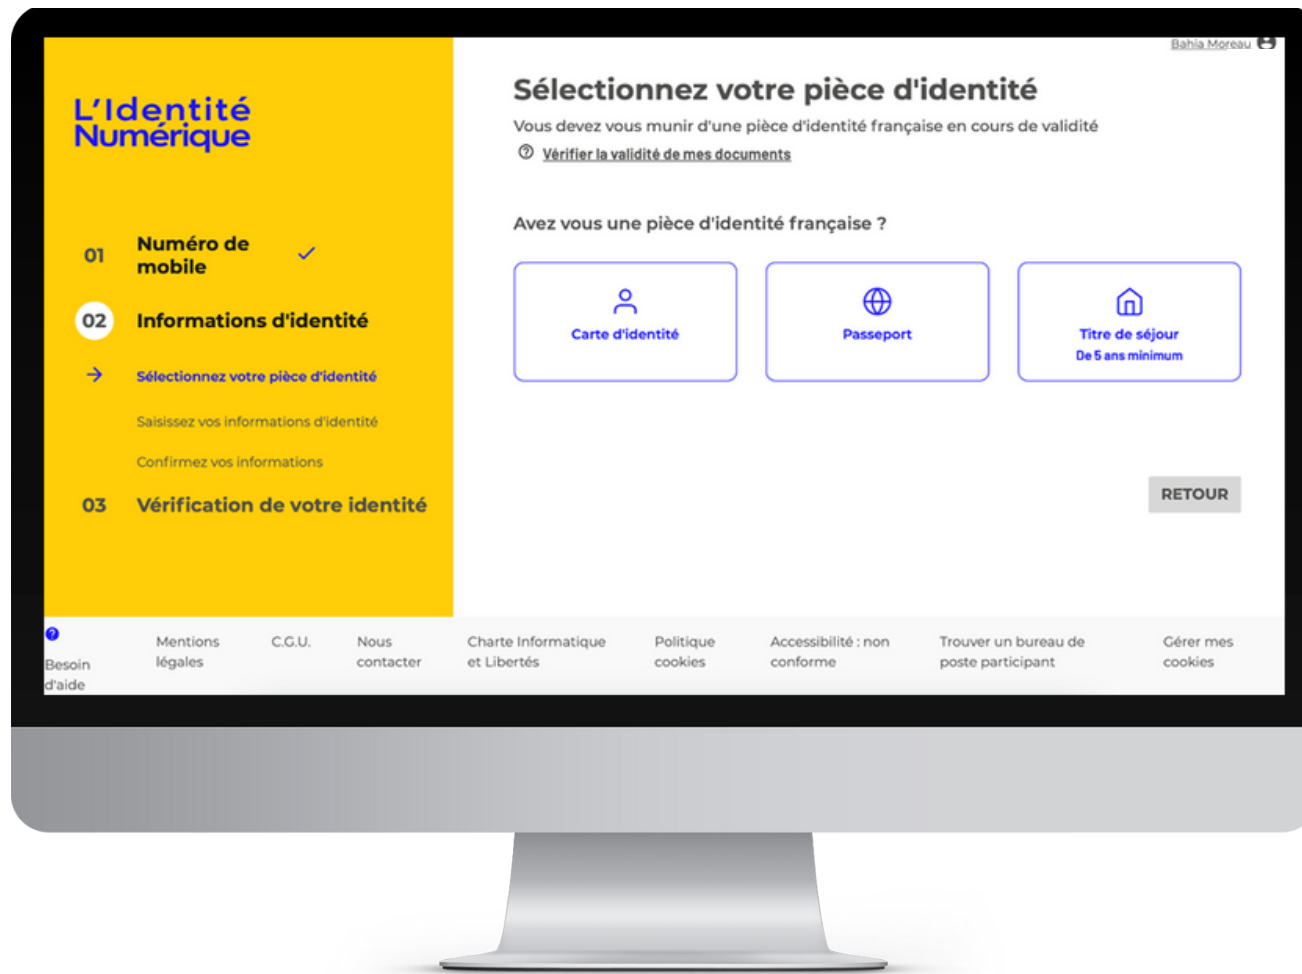 Bahia Moreau
L'Identité
Numérique
01
Numéro de
mobile
02
Informations d'identité
Sélectionnez votre pièce d'identité
Saisissez vos informations d'identité
Confirmez vos informations
03
Vérification de votre identité
Sélectionnez votre pièce d'identité
Vous devez vous munir d'une pièce d'identité française en cours de validité
Vérifier la validité de mes documents
Avez vous une pièce d'identité française ?
Carte d'identité
Passeport
Titre de séjour
De 5 ans minimum
RETOUR
?
Besoin
d'aide
Mentions
légales
C.G.U.
Nous
contacter
Charte Informatique
et Libertés
Politique
cookies
Accessibilité : non
conforme
Trouver un bureau de
poste participant
Gérer mes
cookies